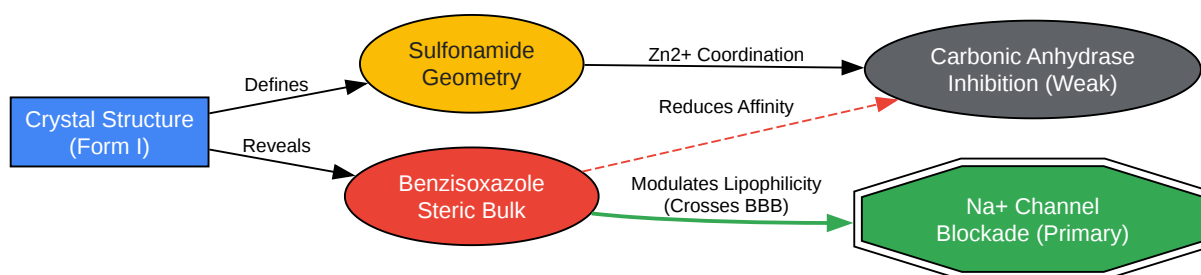 Crystal Structure
(Form I)
Defines
Reveals
Sulfonamide
Geometry
Benzisoxazole
Steric Bulk
Zn2+ Coordination
Reduces Affinity
Modulates Lipophilicity
(Crosses BBB)
Carbonic Anhydrase
Inhibition (Weak)
Na+ Channel
Blockade (Primary)